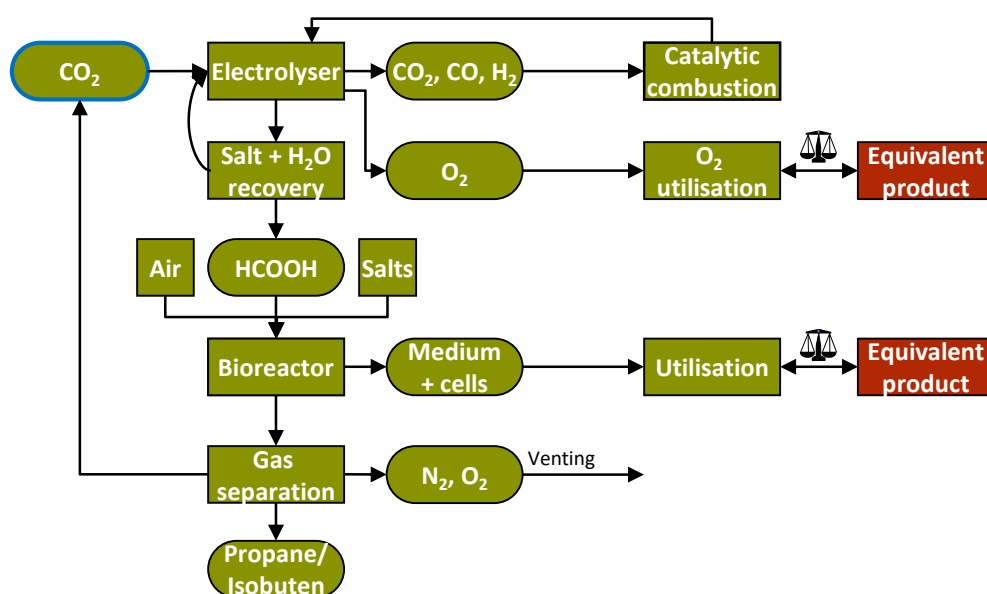 CO₂
Electrolyser
CO₂, CO, H₂
Catalytic
combustion
Salt + H₂O
recovery
O₂
O₂
utilisation
Equivalent
product
Air
HCOOH
Salts
Bioreactor
Medium
+ cells
Utilisation
Equivalent
product
Gas
separation
N₂, O₂
Venting
Propane/
Isobuten